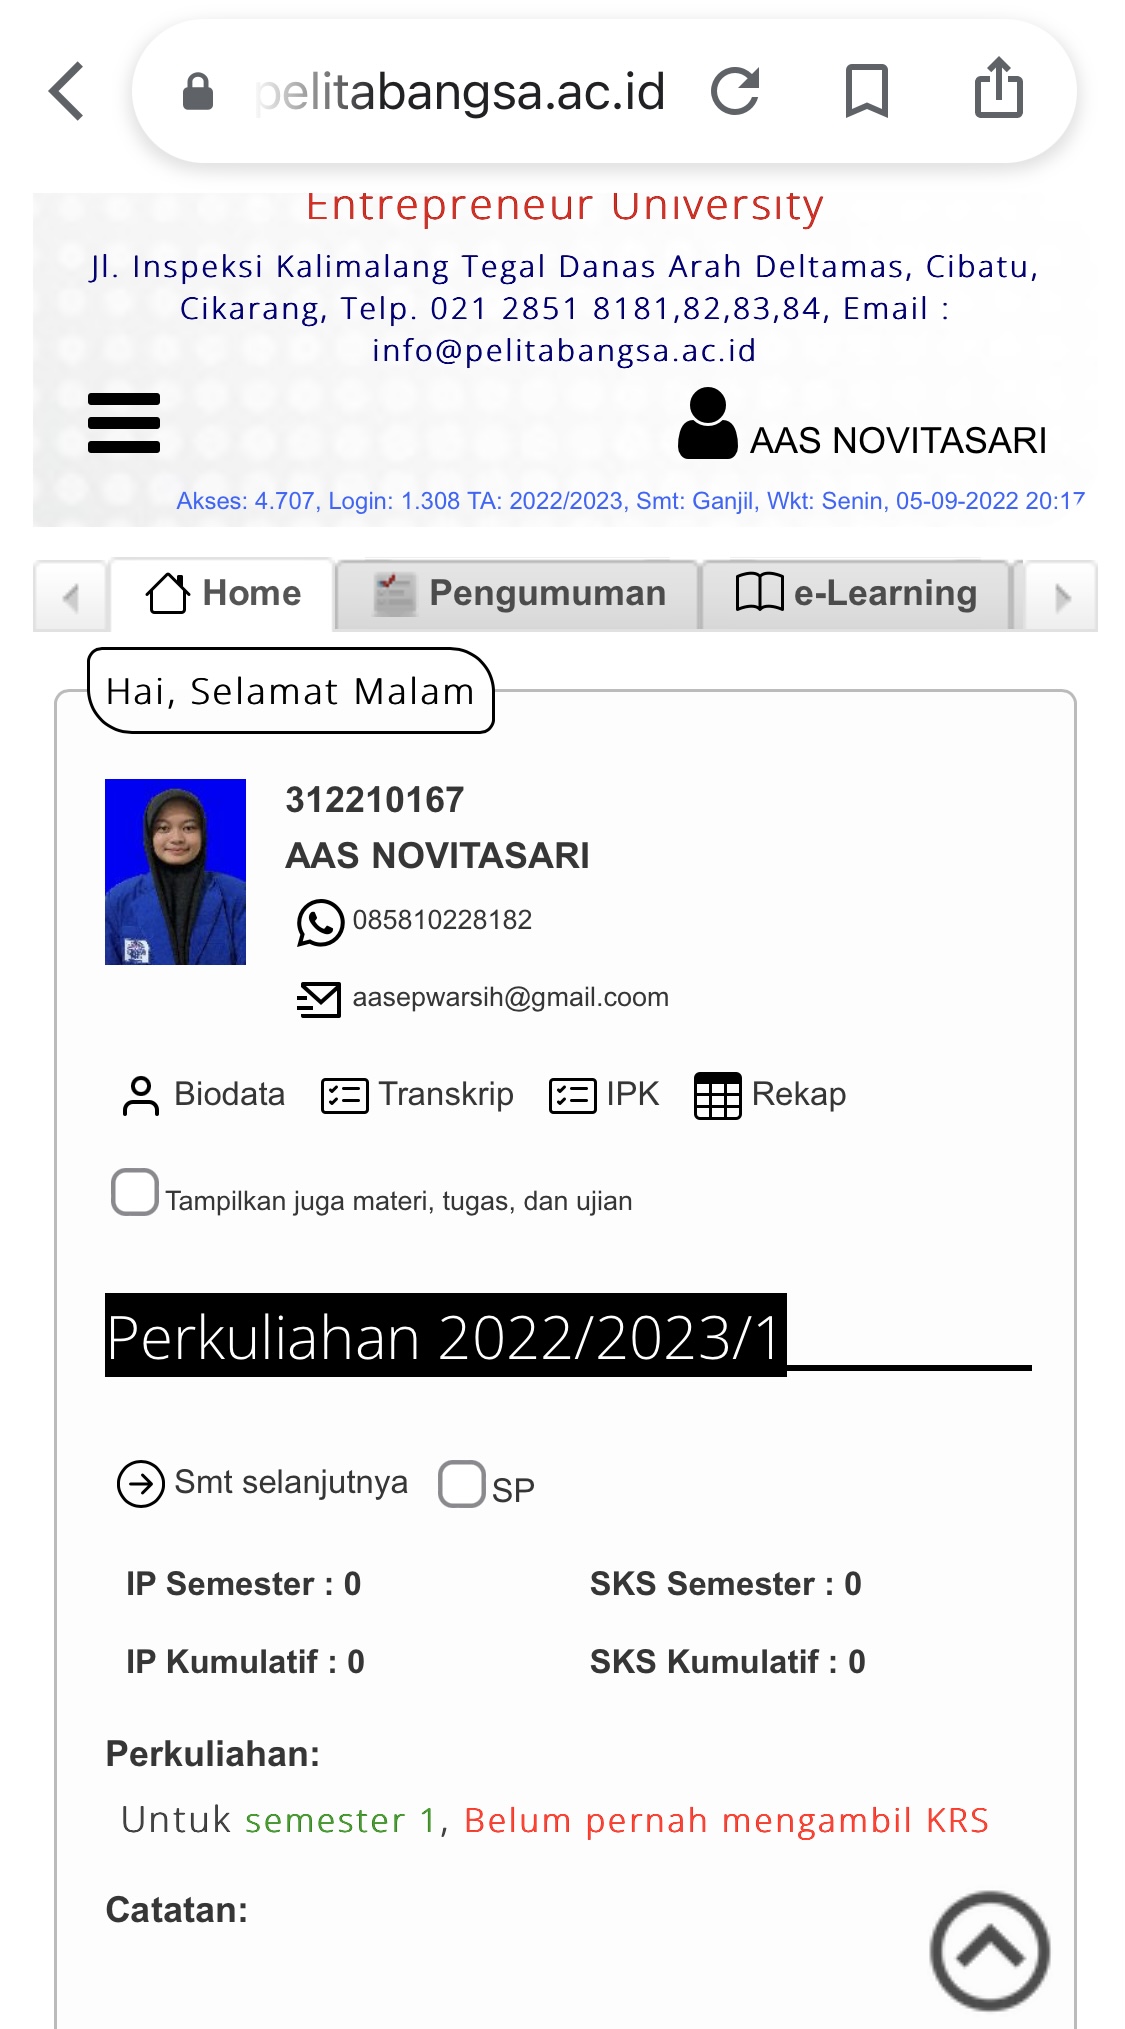 pelitabangsa.ac.id
Entrepreneur University
Jl. Inspeksi Kalimalang Tegal Danas Arah Deltamas, Cibatu,
Cikarang, Telp. 021 2851 8181,82,83,84, Email :
info@pelitabangsa.ac.id
AAS NOVITASARI
Akses: 4.707, Login: 1.308 TA: 2022/2023, Smt: Ganjil, Wkt: Senin, 05-09-2022 20:17
Home Pengumuman e-Learning
Hai, Selamat Malam
312210167
AAS NOVITASARI
085810228182
aasepwarsih@gmail.coom
Biodata Transkrip IPK Rekap
Tampilkan juga materi, tugas, dan ujian
Perkuliahan 2022/2023/1
Smt selanjutnya SP
IP Semester : 0 SKS Semester : 0
IP Kumulatif : 0 SKS Kumulatif : 0
Perkuliahan:
Untuk semester 1, Belum pernah mengambil KRS
Catatan: